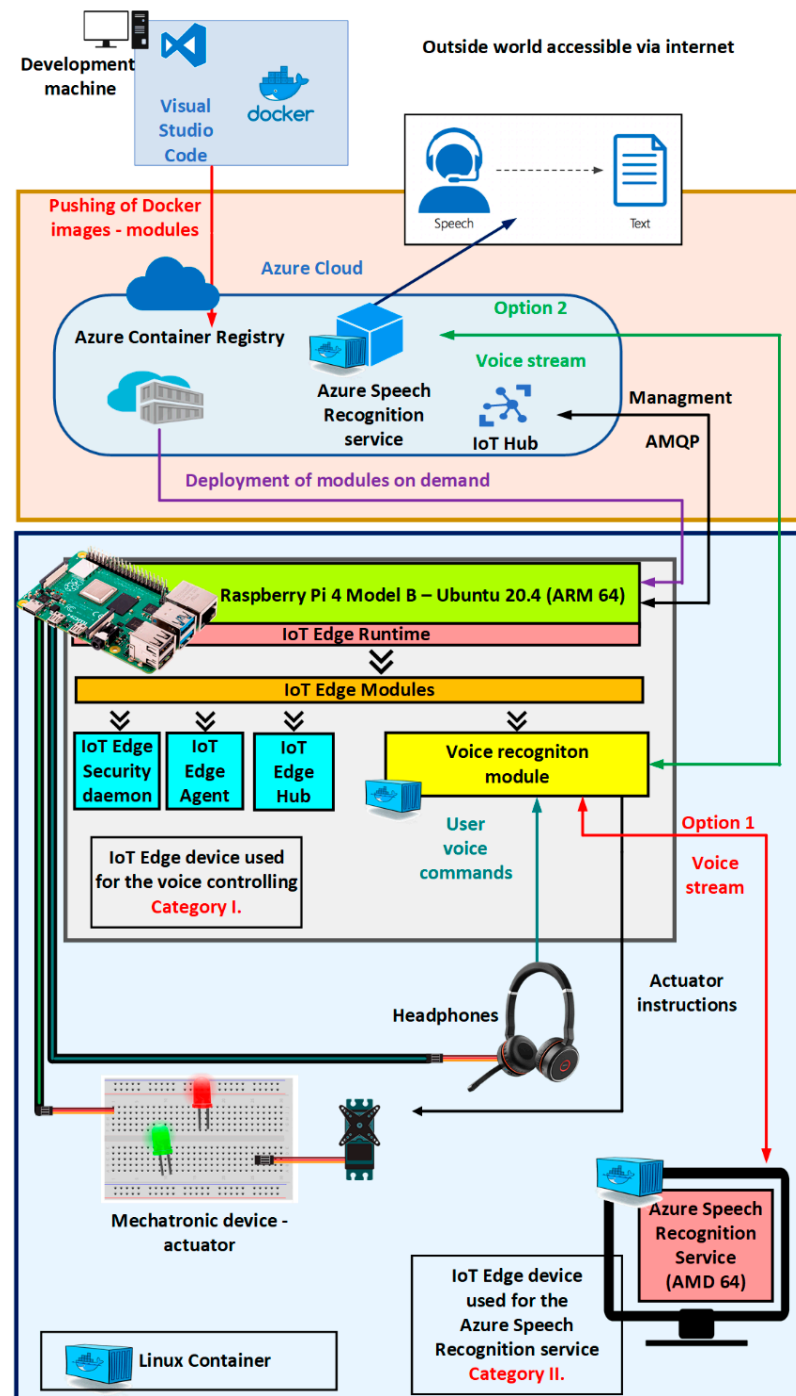 Outside world accessible via internet
Development
machine
Visual
Studio
Code
docker
Speech
Text
Pushing of Docker
images - modules
Azure Cloud
Option 2
Azure Container Registry
Voice stream
Azure Speech
Recognition
service
IoT Hub
Managment
AMQP
Deployment of modules on demand
Raspberry Pi 4 Model B – Ubuntu 20.4 (ARM 64)
IoT Edge Runtime
IoT Edge Modules
IoT Edge
Security
daemon
IoT
Edge
Agent
IoT
Edge
Hub
Voice recogniton
module
User
voice
commands
Option 1
Voice
stream
IoT Edge device used
for the voice controlling
Category I.
Headphones
Actuator
instructions
Mechatronic device -
actuator
Azure Speech
Recognition
Service
(AMD 64)
IoT Edge device
used for the
Azure Speech
Recognition service
Category II.
Linux Container